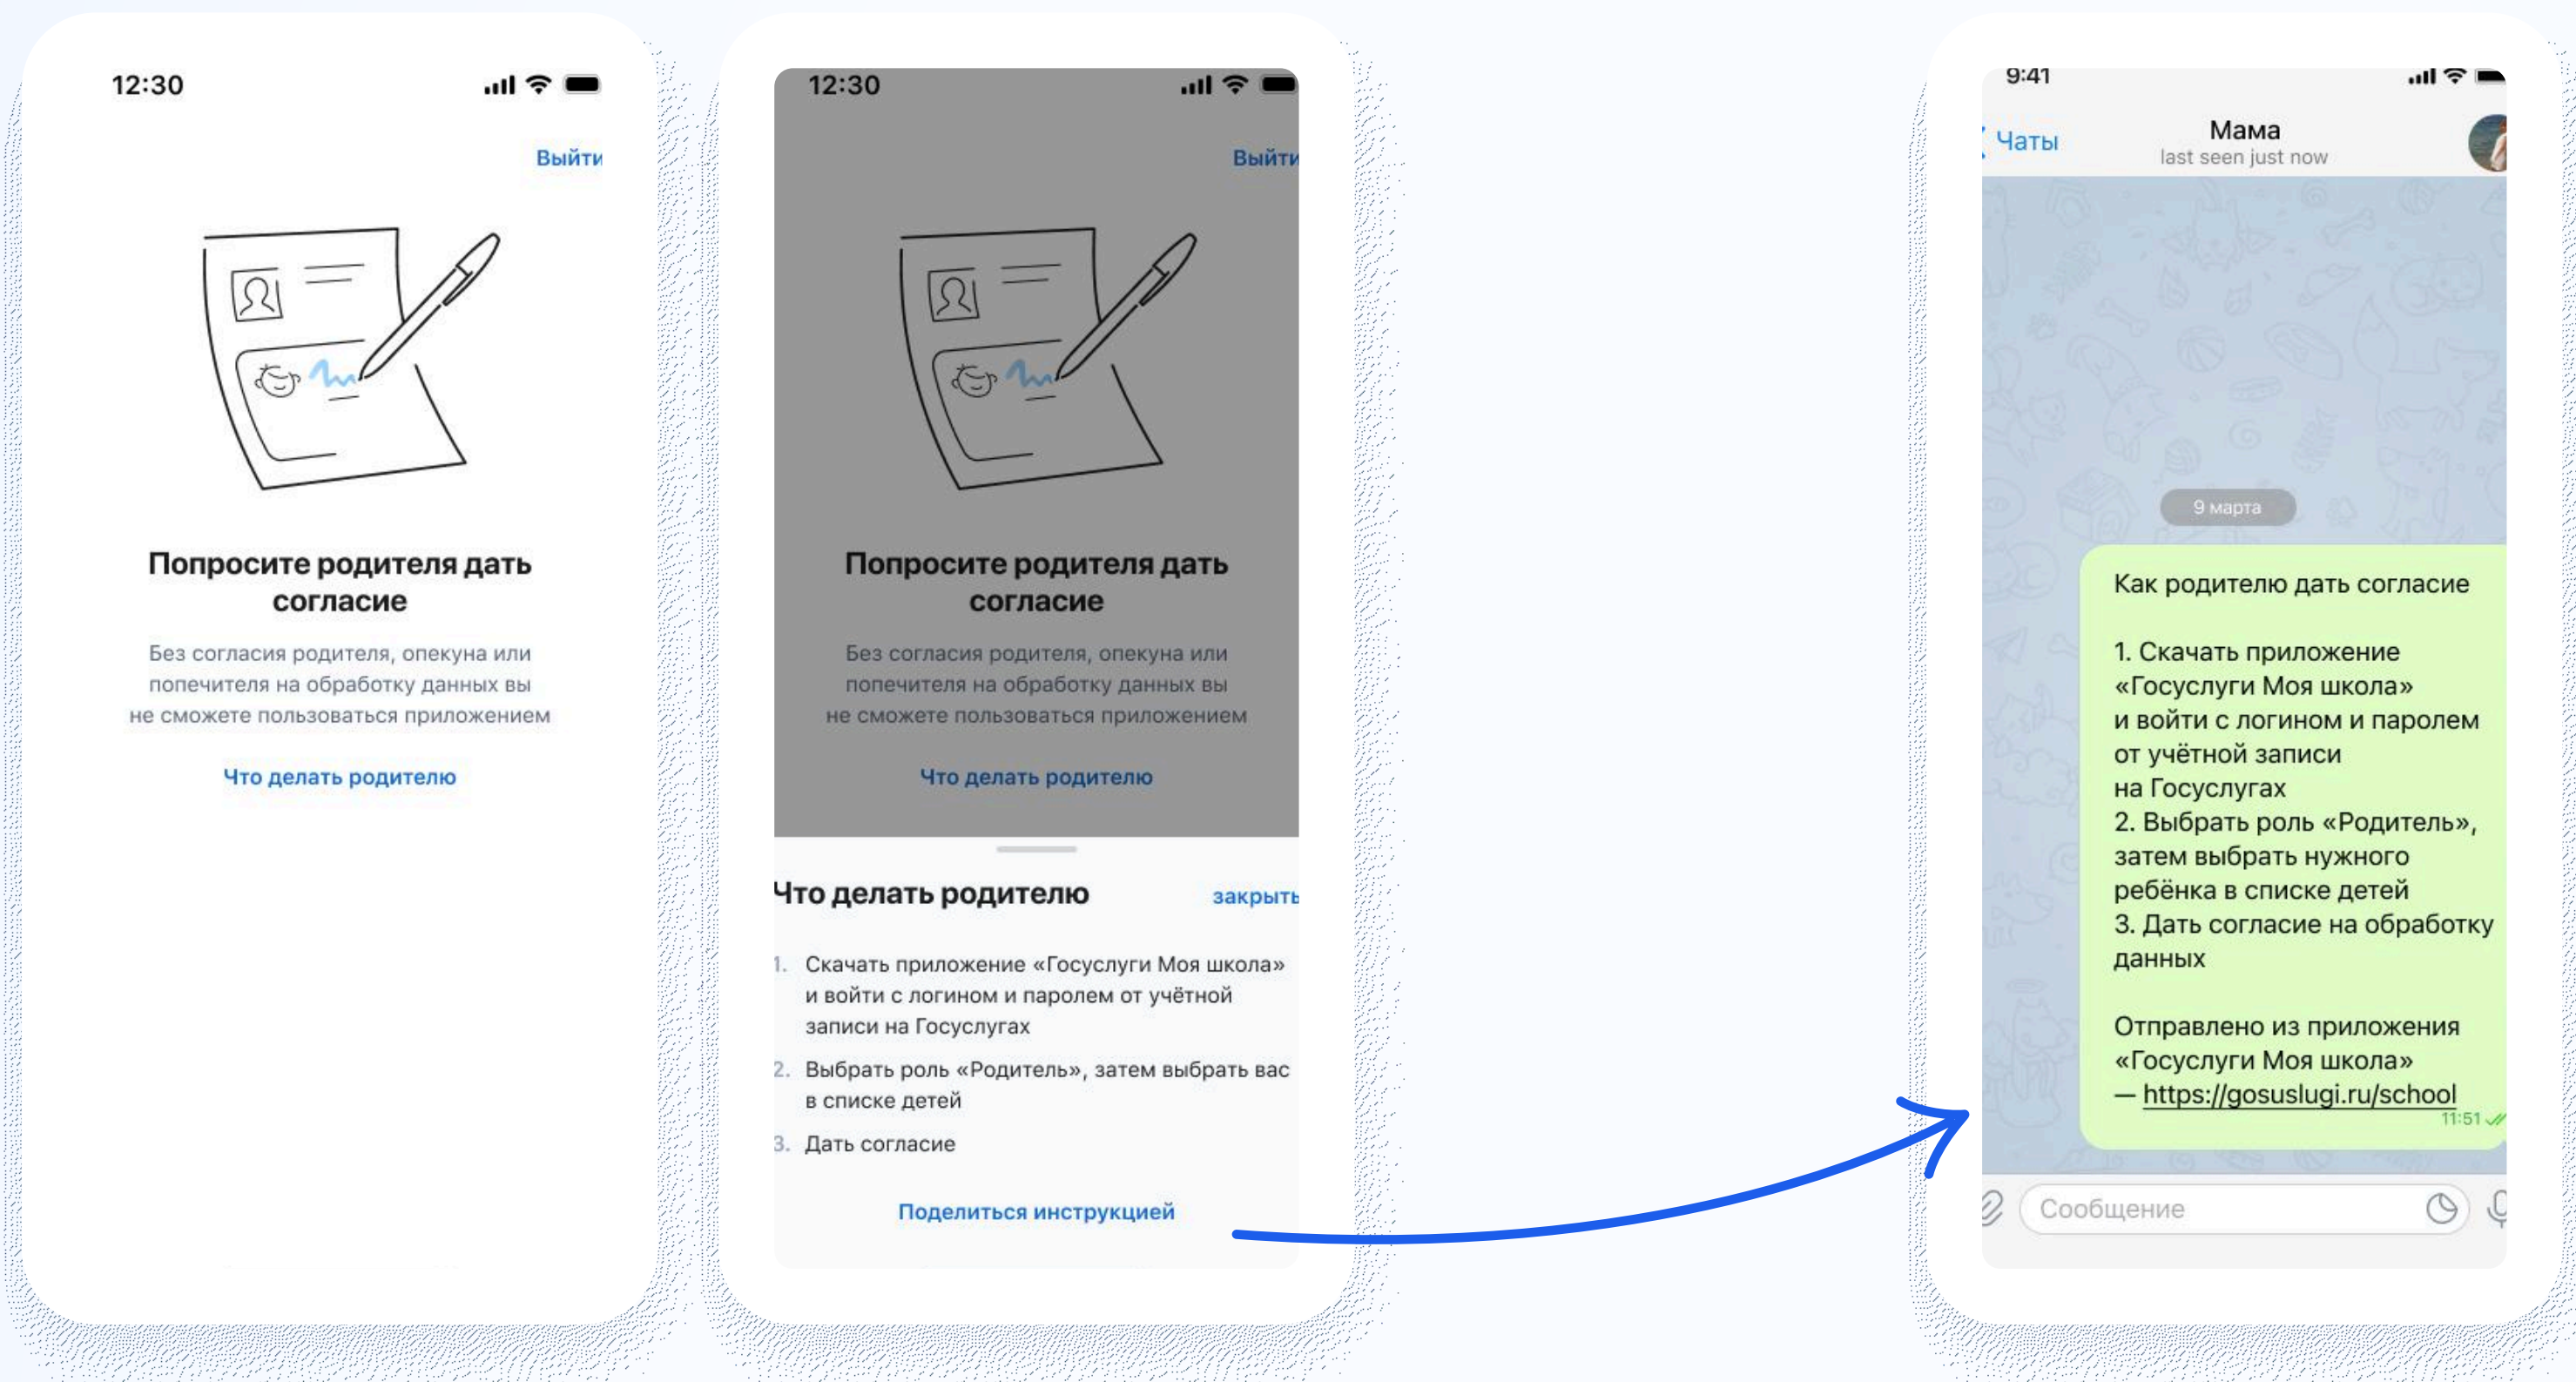 12:30
Выйти
Попросите родителя дать
согласие
Без согласия родителя, опекуна или
попечителя на обработку данных вы
не сможете пользоваться приложением
Что делать родителю
12:30
Выйти
Попросите родителя дать
согласие
Без согласия родителя, опекуна или
попечителя на обработку данных вы
не сможете пользоваться приложением
Что делать родителю
Что делать родителю
закрыть
1. Скачать приложение «Госуслуги Моя школа»
и войти с логином и паролем от учётной
записи на Госуслугах
2. Выбрать роль «Родитель», затем выбрать вас
в списке детей
3. Дать согласие
Поделиться инструкцией
9:41
Чаты
Мама
last seen just now
9 марта
Как родителю дать согласие
1. Скачать приложение
«Госуслуги Моя школа»
и войти с логином и паролем
от учётной записи
на Госуслугах
2. Выбрать роль «Родитель»,
затем выбрать нужного
ребёнка в списке детей
3. Дать согласие на обработку
данных
Отправлено из приложения
«Госуслуги Моя школа»
— https://gosuslugi.ru/school
11:51
Сообщение